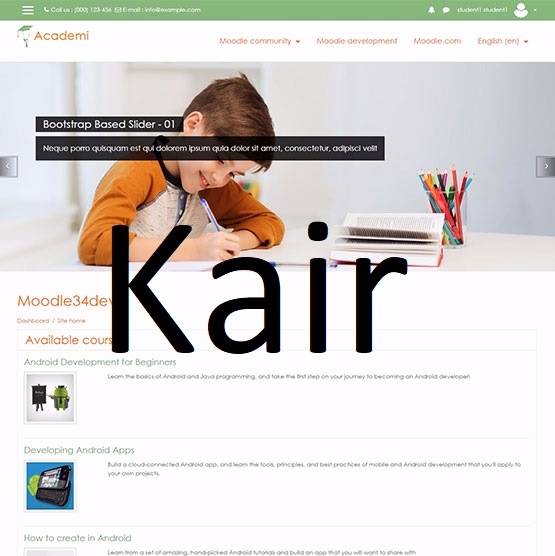 Call us : (000) 123-456 Email : info@example.com student1 student1
Academi
Moodle community Moodle development Moodle.com English (en)
Bootstrap Based Slider - 01
Neque porro quisquam est qui dolorem ipsum quia dolor sit amet, consectetur, adipisci velit
Kair
Moodle34dev
Dashboard / Site home
Available cours
Android Development for Beginners
Learn the basics of Android and Java programming, and take the first step on your journey to becoming an Android developer!
Developing Android Apps
Build a cloud-connected Android app, and learn the tools, principles, and best practices of mobile and Android development that you'll apply to
your own projects.
How to create in Android
Learn from a set of amazing, hand-picked Android tutorials and build an app that you will want to share with